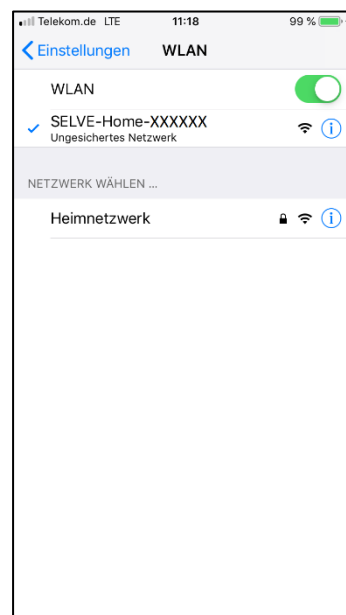 Telekom.de LTE 11:18 99 %
Einstellungen WLAN
WLAN
SELVE-Home-XXXXXX
Ungesichertes Netzwerk
NETZWERK WÄHLEN ...
Heimnetzwerk